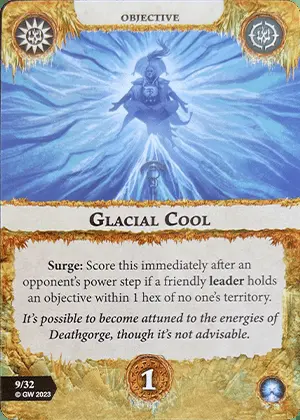 OBJECTIVE
GLACIAL COOL
Surge: Score this immediately after an
opponent's power step if a friendly leader holds
an objective within 1 hex of no one's territory.
It's possible to become attuned to the energies of
Deathgorge, though it's not advisable.
9/32
© GW 2023
1